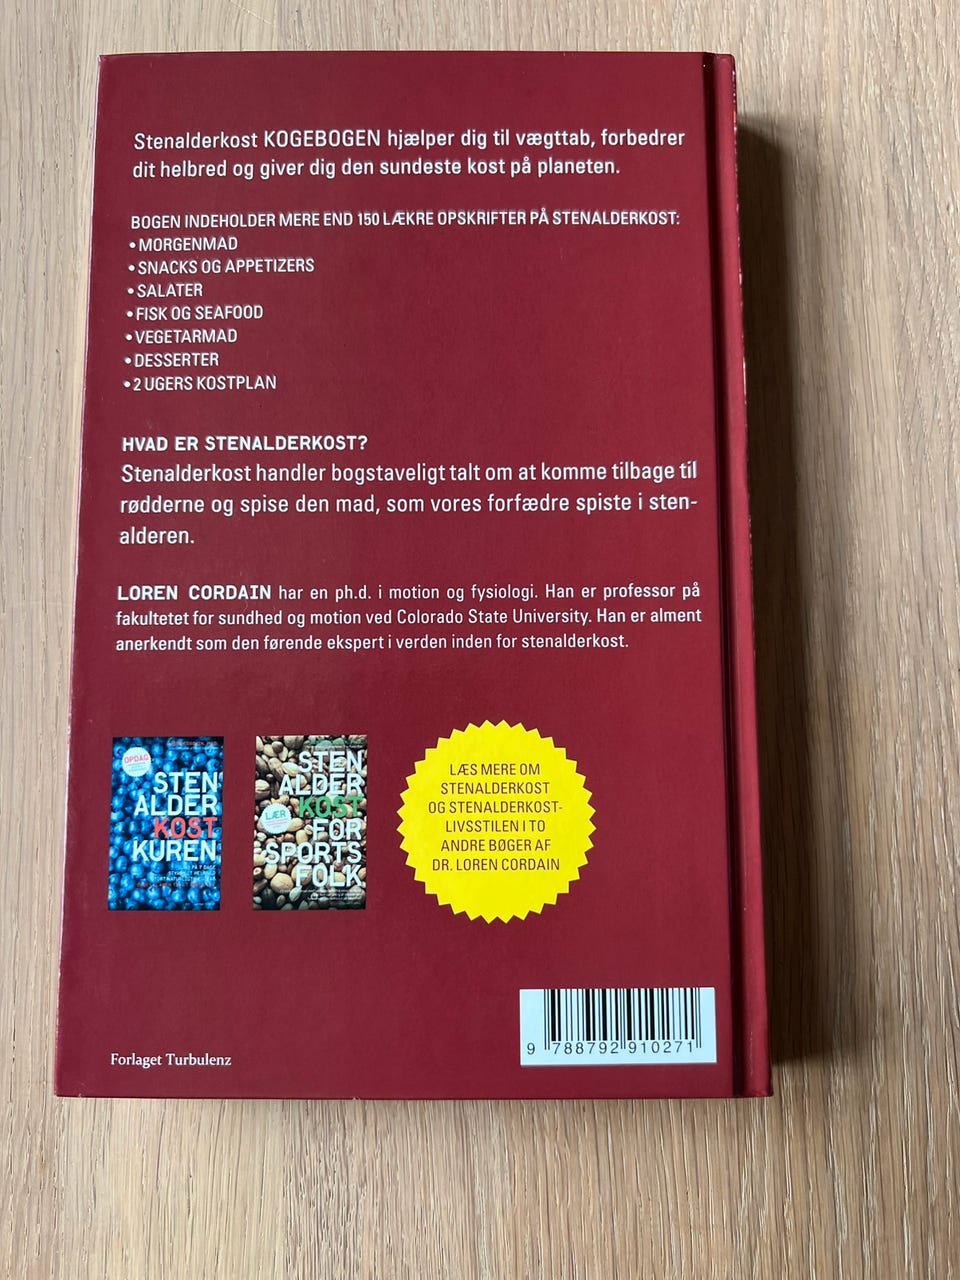 Stenalderkost KOGEBOGEN hjælper dig til vægttab, forbedrer
dit helbred og giver dig den sundeste kost på planeten.
BOGEN INDEHOLDER MERE END 150 LÆKRE OPSKRIFTER PÅ STENALDERKOST:
• MORGENMAD
• SNACKS OG APPETIZERS
• SALATER
• FISK OG SEAFOOD
• VEGETARMAD
• DESSERTER
• 2 UGERS KOSTPLAN
HVAD ER STENALDERKOST?
Stenalderkost handler bogstaveligt talt om at komme tilbage til
rødderne og spise den mad, som vores forfædre spiste i sten-
alderen.
LOREN CORDAIN har en ph.d. i motion og fysiologi. Han er professor på
fakultetet for sundhed og motion ved Colorado State University. Han er alment
anerkendt som den førende ekspert i verden inden for stenalderkost.
OPDAG
STEN
ALDER
KOST
KUREN
STEN
ALDER
KOST
LÆR
FOR
SPORTS
FOLK
LÆS MERE OM
STENALDERKOST
OG STENALDERKOST-
LIVSSTILEN I TO
ANDRE BØGER AF
DR. LOREN CORDAIN
9 788792 910271
Forlaget Turbulenz